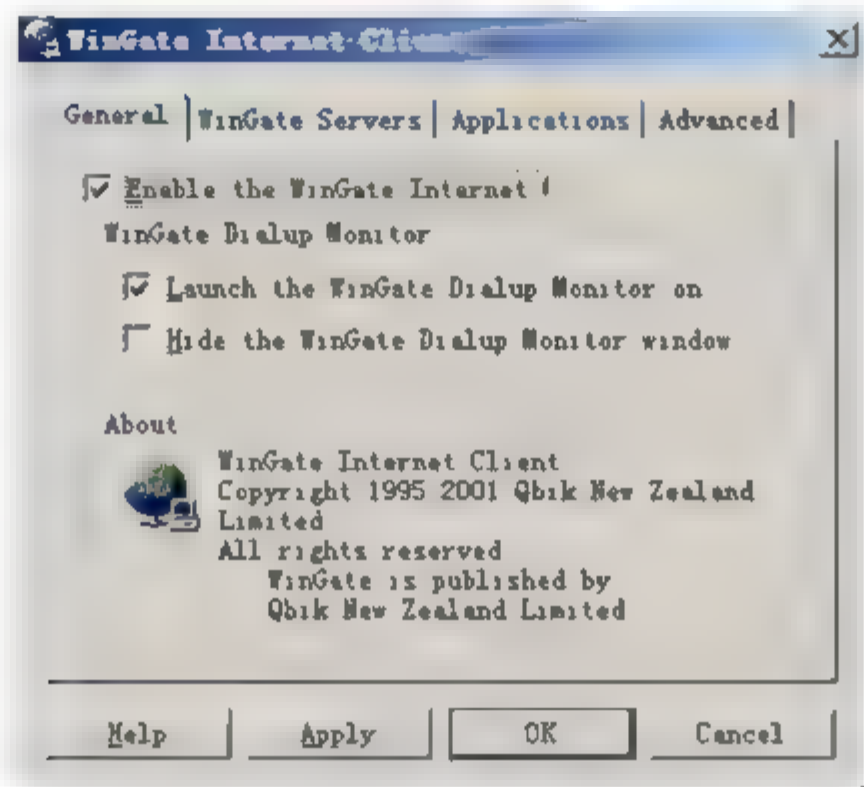 WinGate Internet Client
General WinGate Servers Applications Advanced
Enable the WinGate Internet
WinGate Dialup Monitor
Launch the WinGate Dialup Monitor on
Hide the WinGate Dialup Monitor window
About
WinGate Internet Client
Copyright 1995 2001 Qbik New Zealand
Limited
All rights reserved
WinGate is published by
Qbik New Zealand Limited
Help Apply OK Cancel